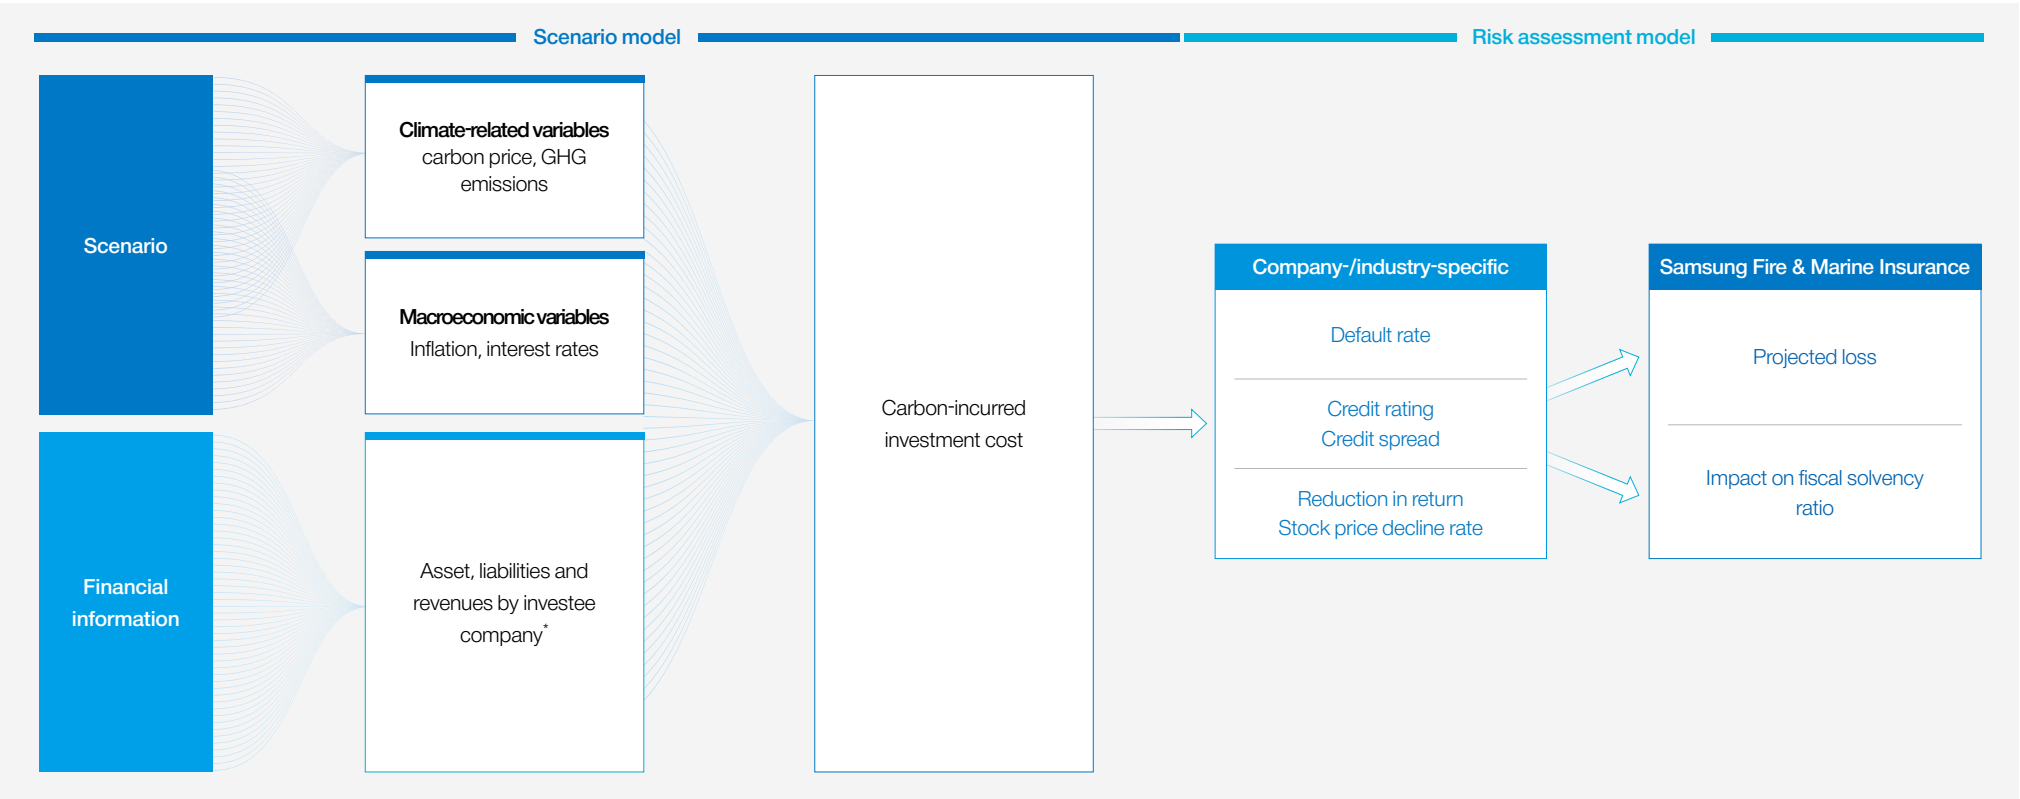 Scenario model
Risk assessment model
Scenario
Climate-related variables
carbon price, GHG
emissions
Macroeconomic variables
Inflation, interest rates
Financial
information
Asset, liabilities and
revenues by investee
company*
Carbon-incurred
investment cost
Company-/industry-specific
Default rate
Credit rating
Credit spread
Reduction in return
Stock price decline rate
Samsung Fire & Marine Insurance
Projected loss
Impact on fiscal solvency
ratio